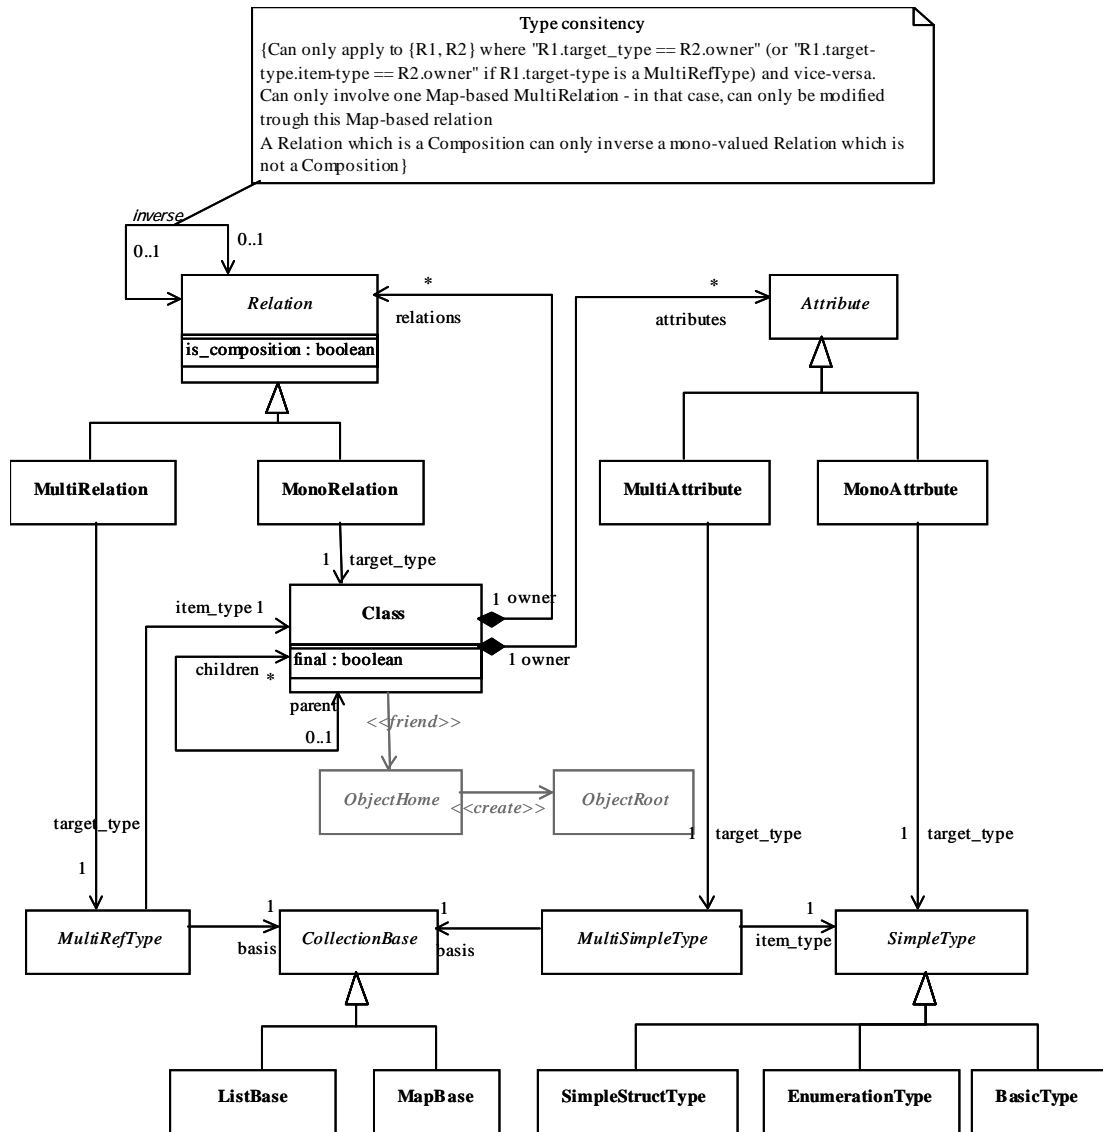 Type consitency
{Can only apply to {R1, R2} where "R1.target_type == R2.owner" (or "R1.target-
type.item-type == R2.owner" if R1.target-type is a MultiRefType) and vice-versa.
Can only involve one Map-based MultiRelation - in that case, can only be modified
trough this Map-based relation
A Relation which is a Composition can only inverse a mono-valued Relation which is
not a Composition}
inverse
0..1
0..1
Relation
is_composition : boolean
*
relations
*
attributes
Attribute
MultiRelation
MonoRelation
MultiAttribute
MonoAttrbute
1 target_type
item_type 1
Class
1 owner
final : boolean
1 owner
children
*
parent
0..1
<<friend>>
ObjectHome
<<create>>
ObjectRoot
target_type
1
1 target_type
1 target_type
MultiRefType
1
basis
CollectionBase
1
basis
MultiSimpleType
1
item_type
SimpleType
ListBase
MapBase
SimpleStructType
EnumerationType
BasicType